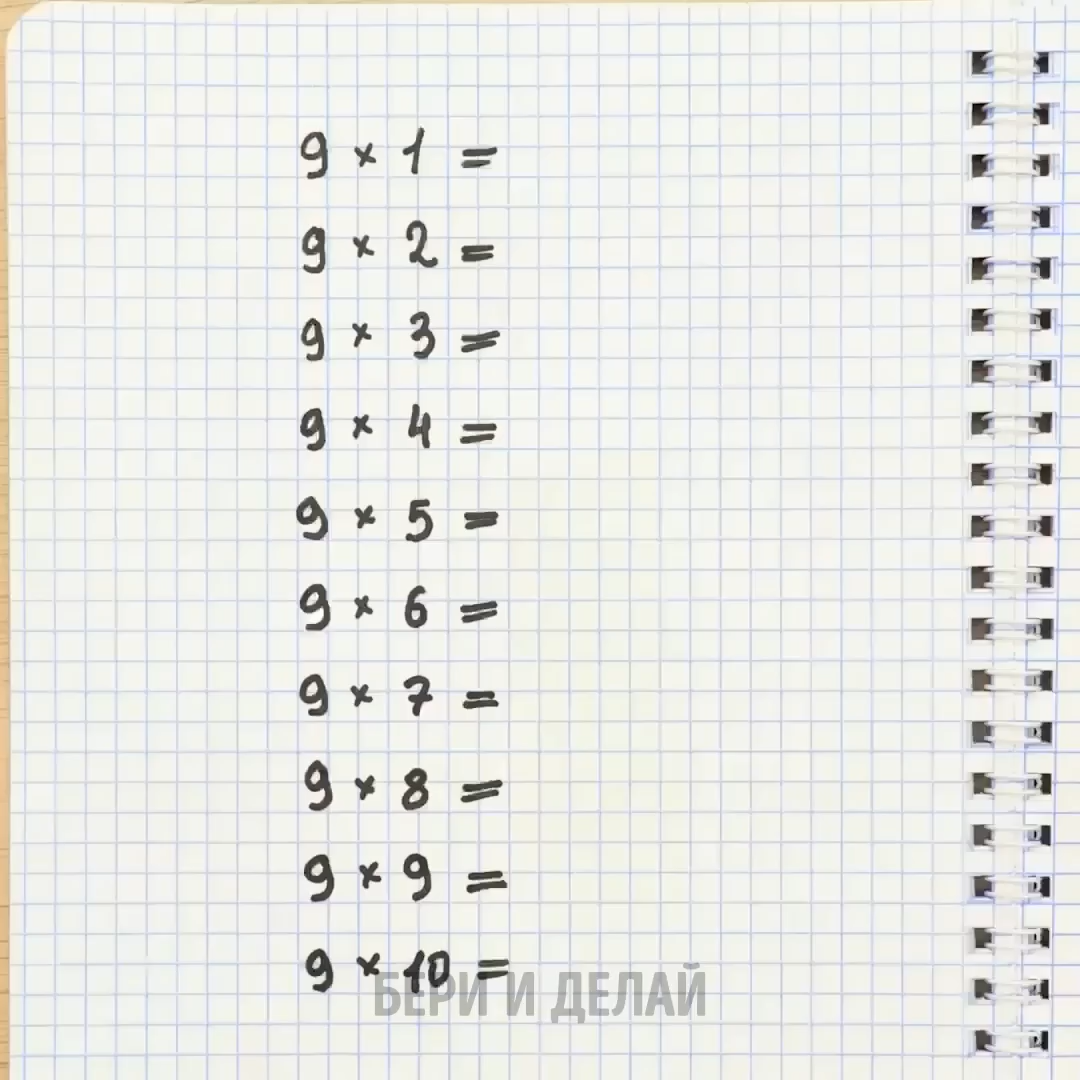 9 × 1 =
9 × 2 =
9 × 3 =
9 × 4 =
9 × 5 =
9 × 6 =
9 × 7 =
9 × 8 =
9 × 9 =
9 × 10 =
БЕРИ И ДЕЛАЙ